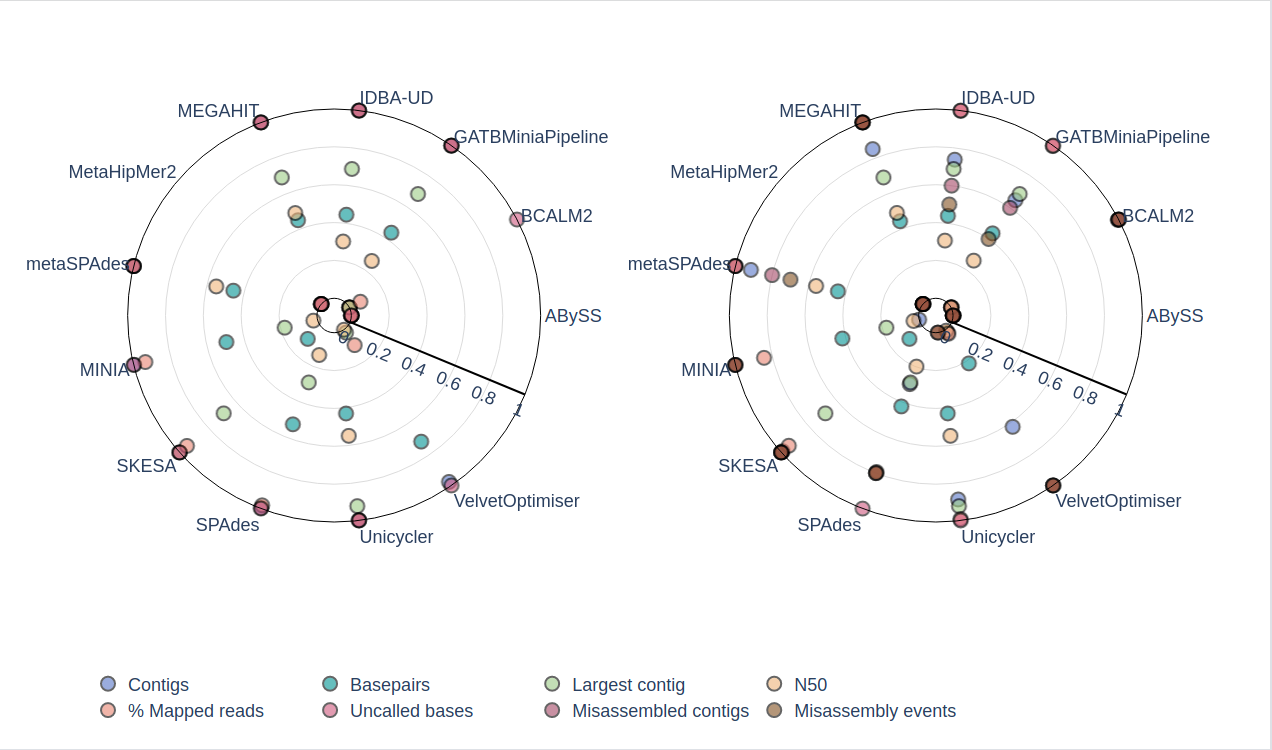 IDBA-UD
MEGAHIT
GATBMiniaPipeline
MetaHipMer2
BCALM2
metaSPAdes
ABySS
0
0.2
0.4
0.6
0.8
1
MINIA
SKESA
VelvetOptimiser
SPAdes
Unicycler
IDBA-UD
MEGAHIT
GATBMiniaPipeline
MetaHipMer2
BCALM2
metaSPAdes
ABySS
0
0.2
0.4
0.6
0.8
1
MINIA
SKESA
VelvetOptimiser
SPAdes
Unicycler
Contigs Basepairs Largest contig N50
% Mapped reads Uncalled bases Misassembled contigs Misassembly events